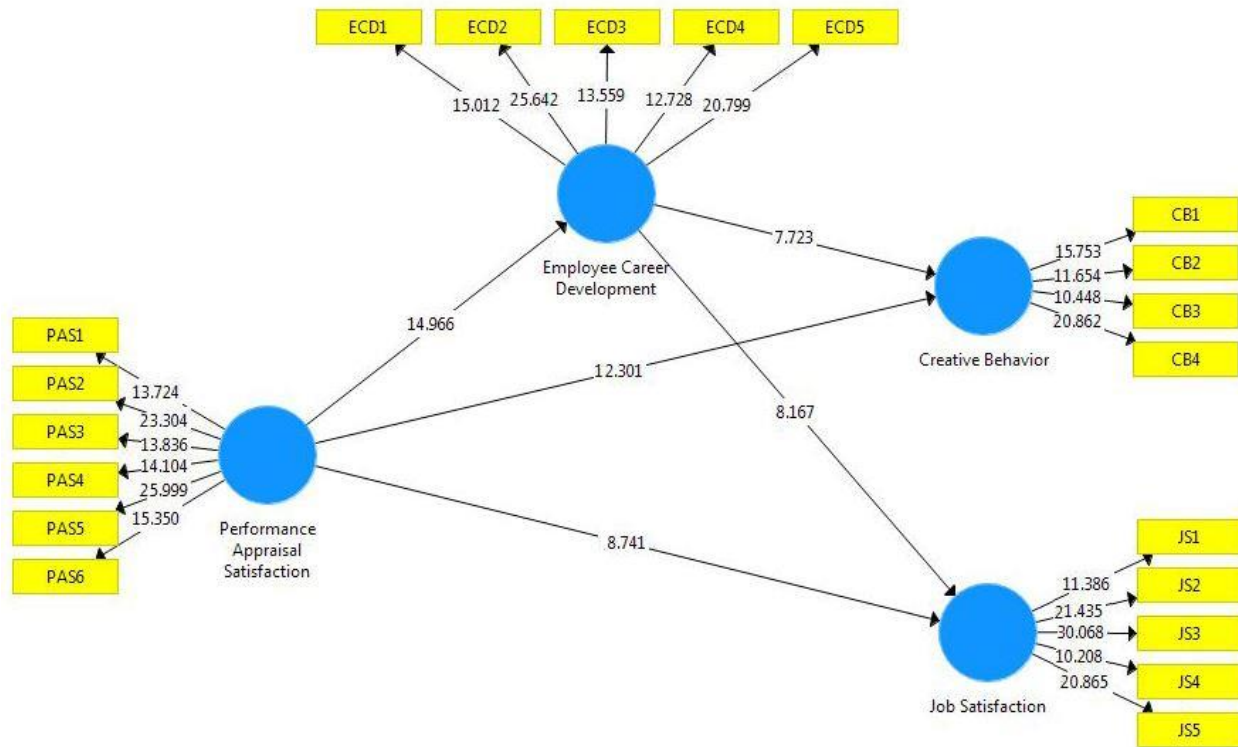 ECD1
ECD2
ECD3
ECD4
ECD5
15.012
25.642
13.559
12.728
20.799
Employee Career
Development
7.723
CB1
CB2
CB3
CB4
15.753
11.654
10.448
20.862
Creative Behavior
14.966
12.301
8.167
8.741
PAS1
PAS2
PAS3
PAS4
PAS5
PAS6
13.724
23.304
13.836
14.104
25.999
15.350
Performance
Appraisal
Satisfaction
JS1
JS2
JS3
JS4
JS5
11.386
21.435
30.068
10.208
20.865
Job Satisfaction